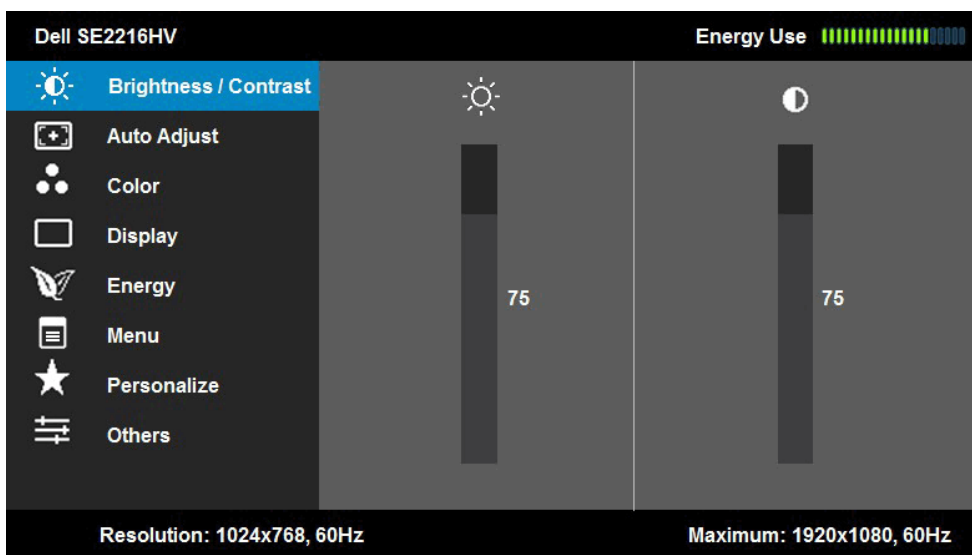 Dell SE2216HV
Energy Use
Brightness / Contrast
Auto Adjust
Color
Display
Energy
Menu
Personalize
Others
75
75
Resolution: 1024x768, 60Hz
Maximum: 1920x1080, 60Hz